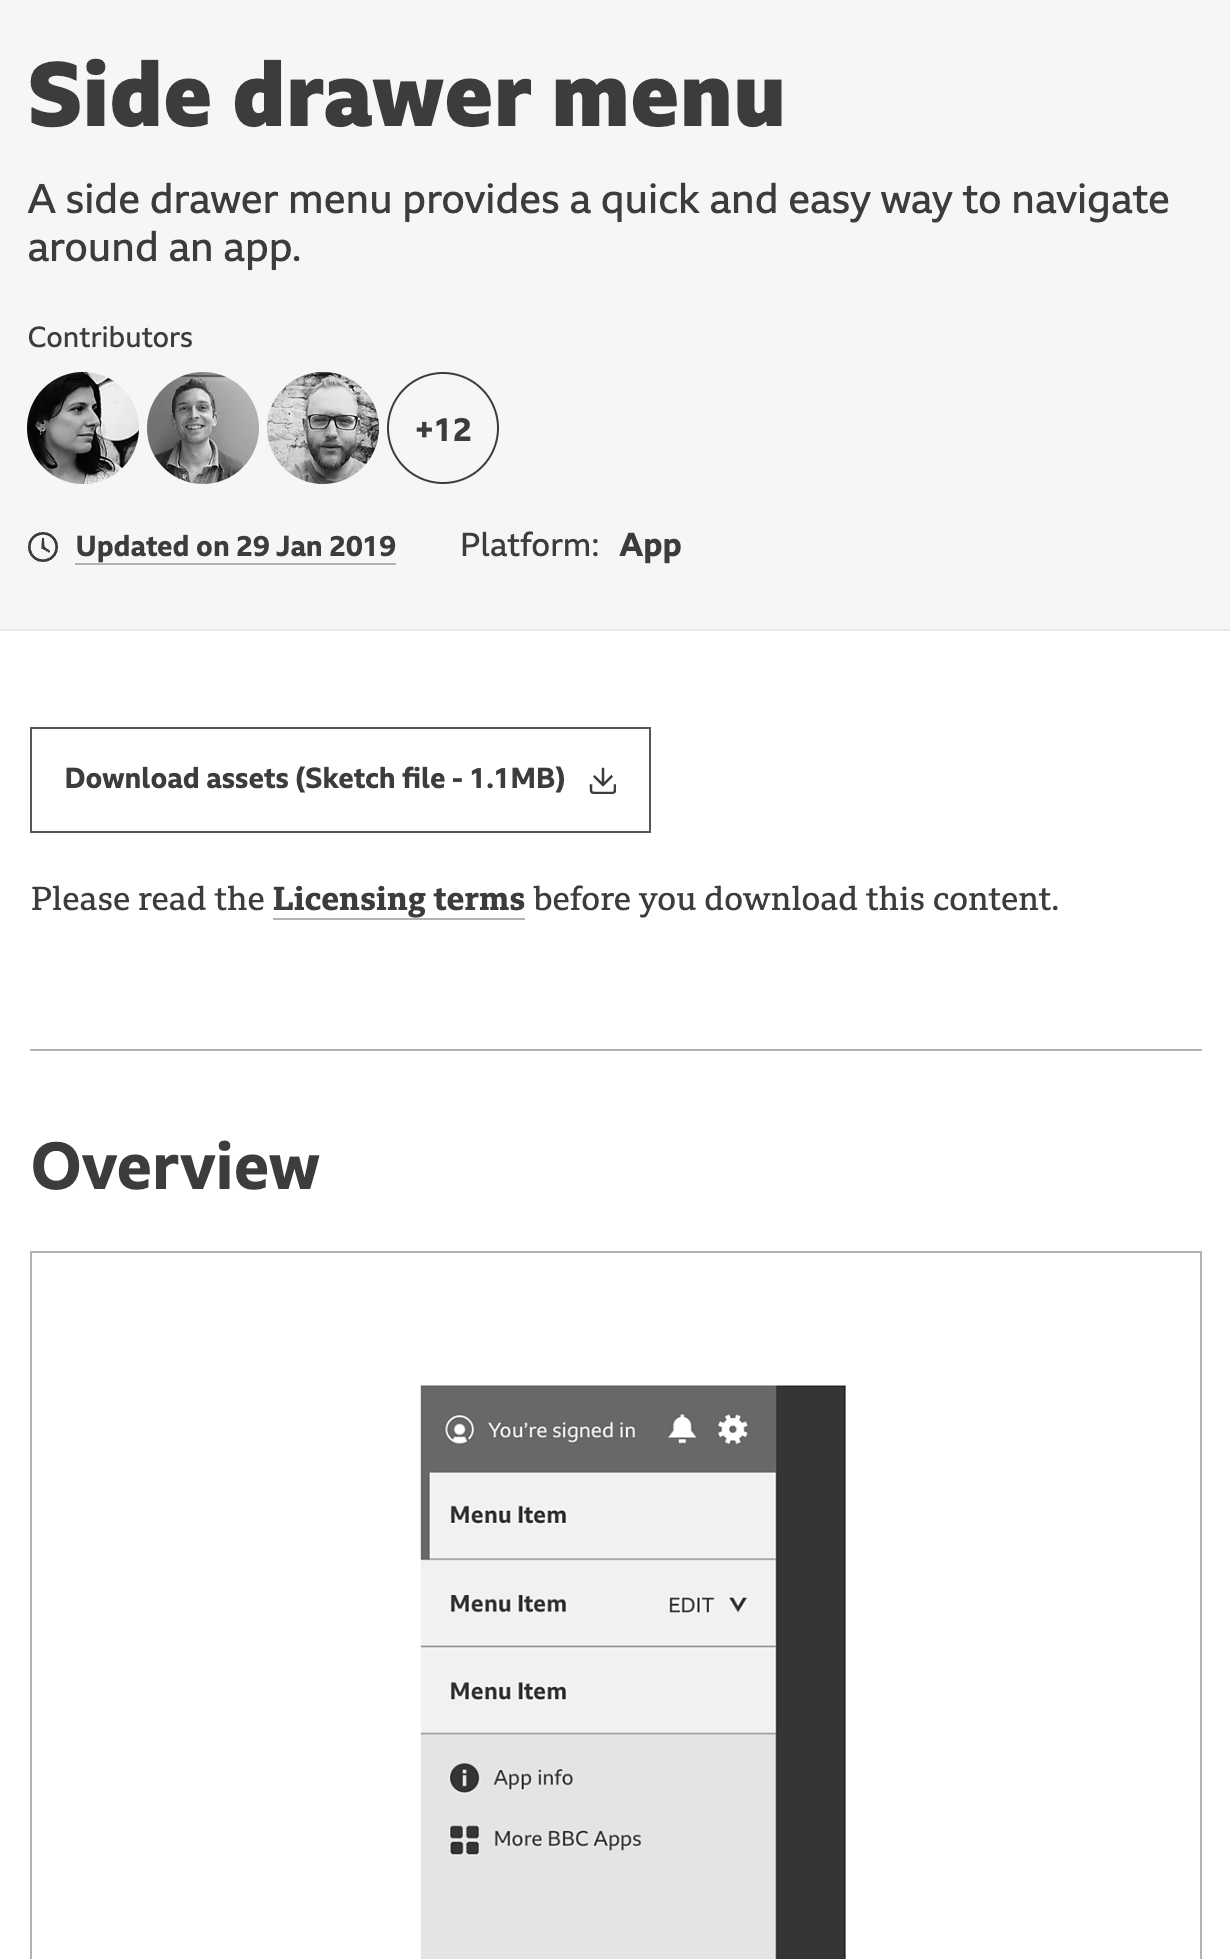 Side drawer menu
A side drawer menu provides a quick and easy way to navigate
around an app.
Contributors
+12
Updated on 29 Jan 2019 Platform: App
Download assets (Sketch file - 1.1MB)
Please read the Licensing terms before you download this content.
Overview
You’re signed in
Menu Item
Menu Item EDIT
Menu Item
App info
More BBC Apps